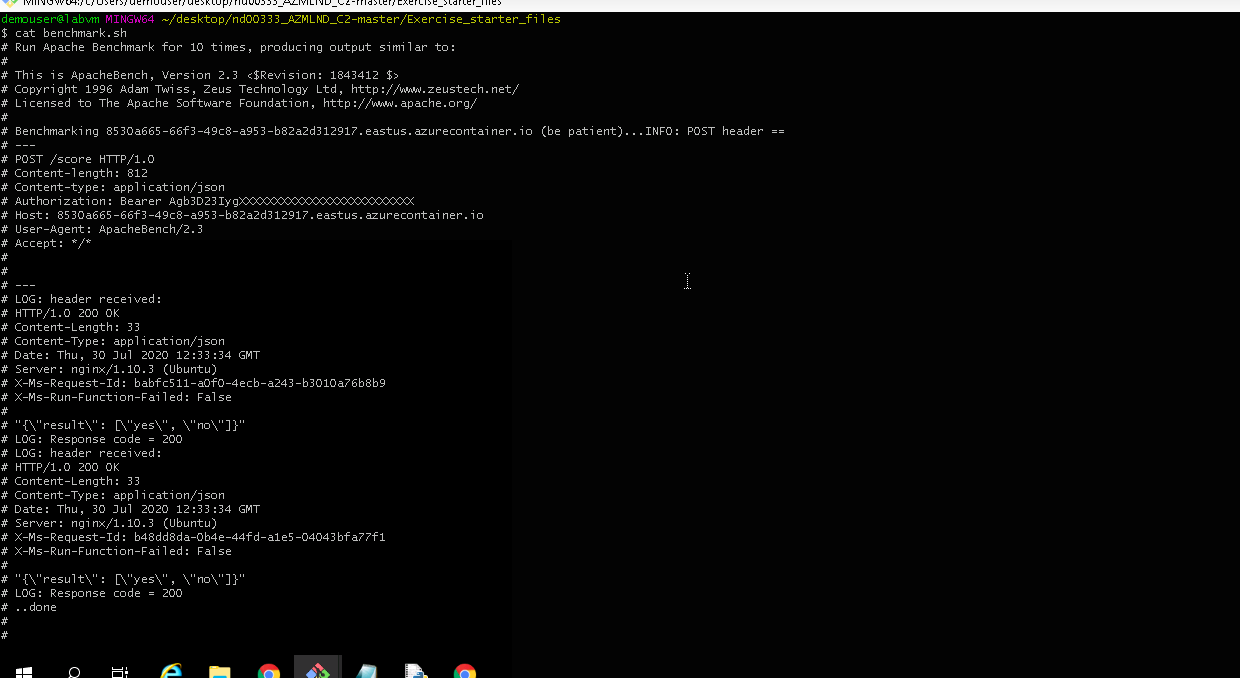 MINGW64:/c/Users/demouser/desktop/nd00333_AZMLND_C2-master/Exercise_starter_files
demouser@labvm MINGW64 ~/desktop/nd00333_AZMLND_C2-master/Exercise_starter_files
$ cat benchmark.sh
# Run Apache Benchmark for 10 times, producing output similar to:
#
# This is ApacheBench, Version 2.3 <$Revision: 1843412 $>
# Copyright 1996 Adam Twiss, Zeus Technology Ltd, http://www.zeustech.net/
# Licensed to The Apache Software Foundation, http://www.apache.org/
#
# Benchmarking 8530a665-66f3-49c8-a953-b82a2d312917.eastus.azurecontainer.io (be patient)...INFO: POST header ==
# ---
# POST /score HTTP/1.0
# Content-length: 812
# Content-type: application/json
# Authorization: Bearer Agb3D23IygXXXXXXXXXXXXXXXXXXXXXXXXX
# Host: 8530a665-66f3-49c8-a953-b82a2d312917.eastus.azurecontainer.io
# User-Agent: ApacheBench/2.3
# Accept: */*
#
#
# ---
# LOG: header received:
# HTTP/1.0 200 OK
# Content-Length: 33
# Content-Type: application/json
# Date: Thu, 30 Jul 2020 12:33:34 GMT
# Server: nginx/1.10.3 (Ubuntu)
# X-Ms-Request-Id: babfc511-a0f0-4ecb-a243-b3010a76b8b9
# X-Ms-Run-Function-Failed: False
#
# "{\"result\": [\"yes\", \"no\"]}"
# LOG: Response code = 200
# LOG: header received:
# HTTP/1.0 200 OK
# Content-Length: 33
# Content-Type: application/json
# Date: Thu, 30 Jul 2020 12:33:34 GMT
# Server: nginx/1.10.3 (Ubuntu)
# X-Ms-Request-Id: b48dd8da-0b4e-44fd-a1e5-04043bfa77f1
# X-Ms-Run-Function-Failed: False
#
# "{\"result\": [\"yes\", \"no\"]}"
# LOG: Response code = 200
# ..done
#
#